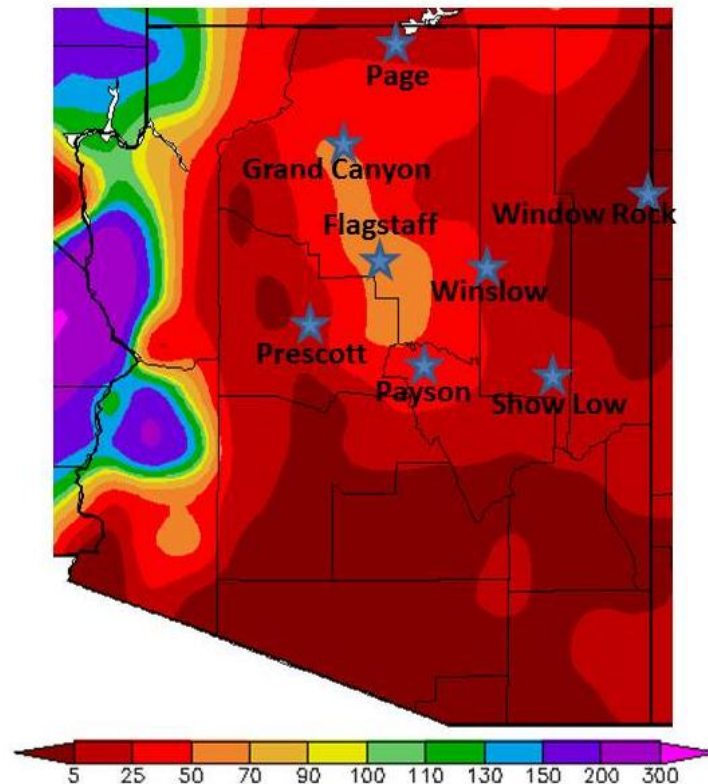 Page
Grand Canyon
Flagstaff
Window Rock
Winslow
Prescott
Payson
Show Low
5 25 50 70 90 100 110 130 150 200 300